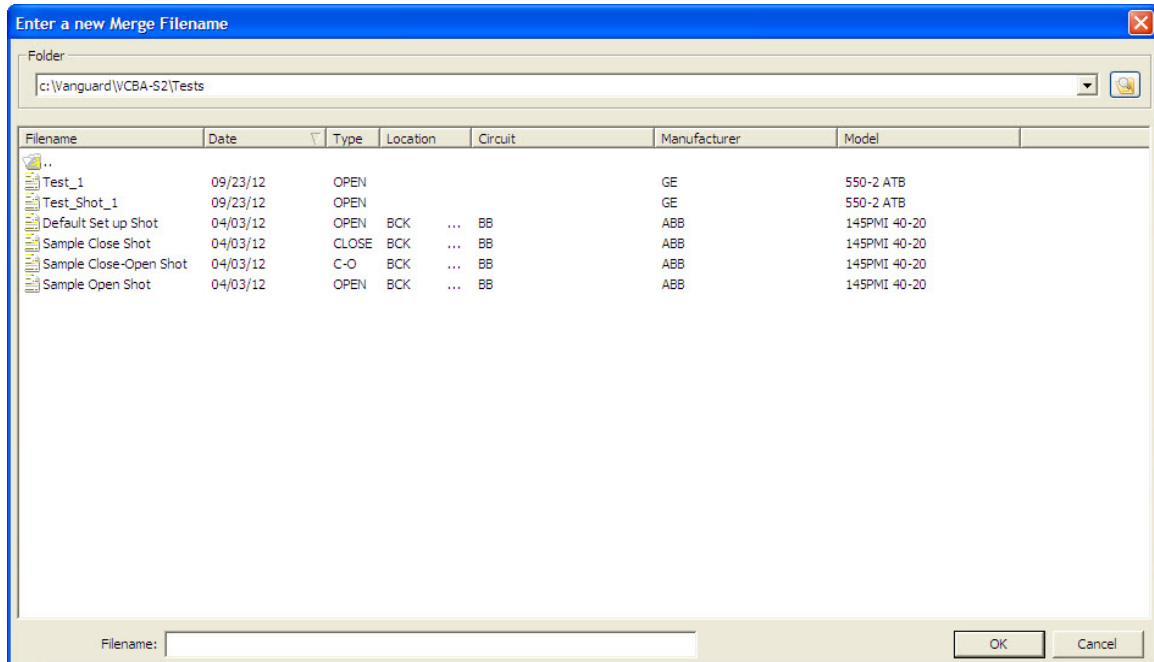 Enter a new Merge Filename
Folder
c:\Vanguard\VCBA-S2\Tests
Filename Date Type Location Circuit Manufacturer Model
..
Test_1 09/23/12 OPEN GE 550-2 ATB
Test_Shot_1 09/23/12 OPEN GE 550-2 ATB
Default Set up Shot 04/03/12 OPEN BCK ... BB ABB 145PMI 40-20
Sample Close Shot 04/03/12 CLOSE BCK ... BB ABB 145PMI 40-20
Sample Close-Open Shot 04/03/12 C-O BCK ... BB ABB 145PMI 40-20
Sample Open Shot 04/03/12 OPEN BCK ... BB ABB 145PMI 40-20
Filename: OK Cancel